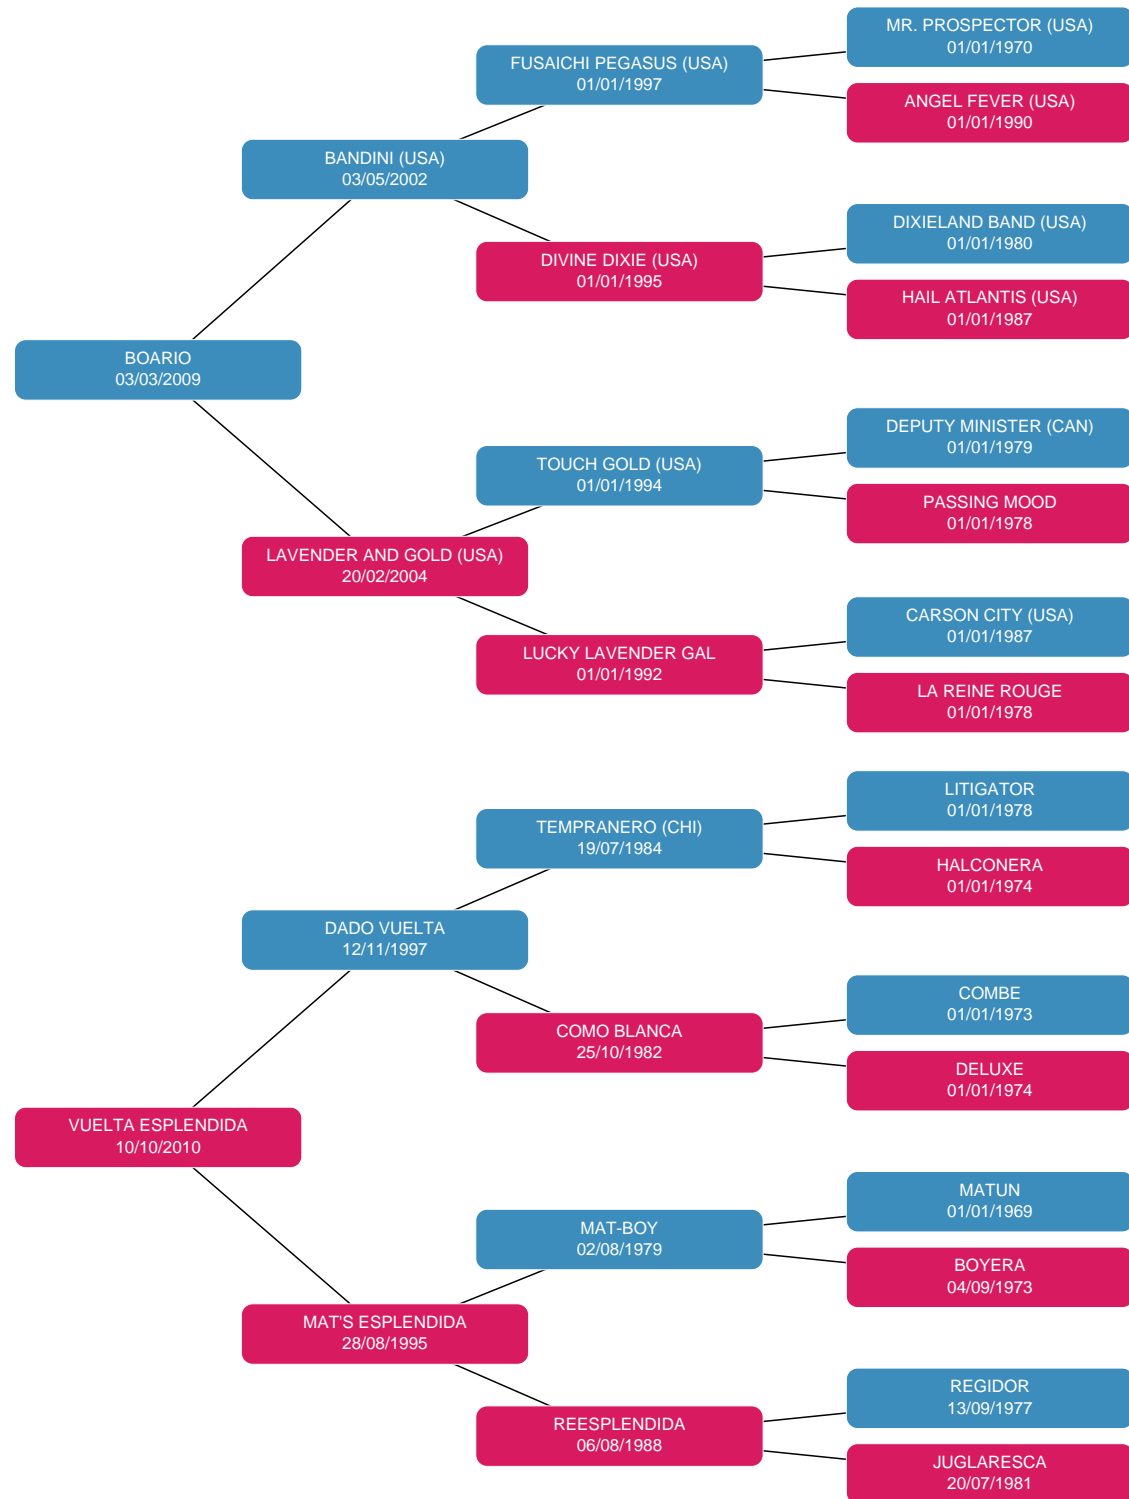 MR. PROSPECTOR (USA)
01/01/1970
FUSAICHI PEGASUS (USA)
01/01/1997
ANGEL FEVER (USA)
01/01/1990
BANDINI (USA)
03/05/2002
DIXIELAND BAND (USA)
01/01/1980
DIVINE DIXIE (USA)
01/01/1995
HAIL ATLANTIS (USA)
01/01/1987
BOARIO
03/03/2009
DEPUTY MINISTER (CAN)
01/01/1979
TOUCH GOLD (USA)
01/01/1994
PASSING MOOD
01/01/1978
LAVENDER AND GOLD (USA)
20/02/2004
CARSON CITY (USA)
01/01/1987
LUCKY LAVENDER GAL
01/01/1992
LA REINE ROUGE
01/01/1978
LITIGATOR
01/01/1978
TEMPRANERO (CHI)
19/07/1984
HALCONERA
01/01/1974
DADO VUELTA
12/11/1997
COMBE
01/01/1973
COMO BLANCA
25/10/1982
DELUXE
01/01/1974
VUELTA ESPLENDIDA
10/10/2010
MATUN
01/01/1969
MAT-BOY
02/08/1979
BOYERA
04/09/1973
MAT'S ESPLENDIDA
28/08/1995
REGIDOR
13/09/1977
REESPLENDIDA
06/08/1988
JUGLARESCA
20/07/1981